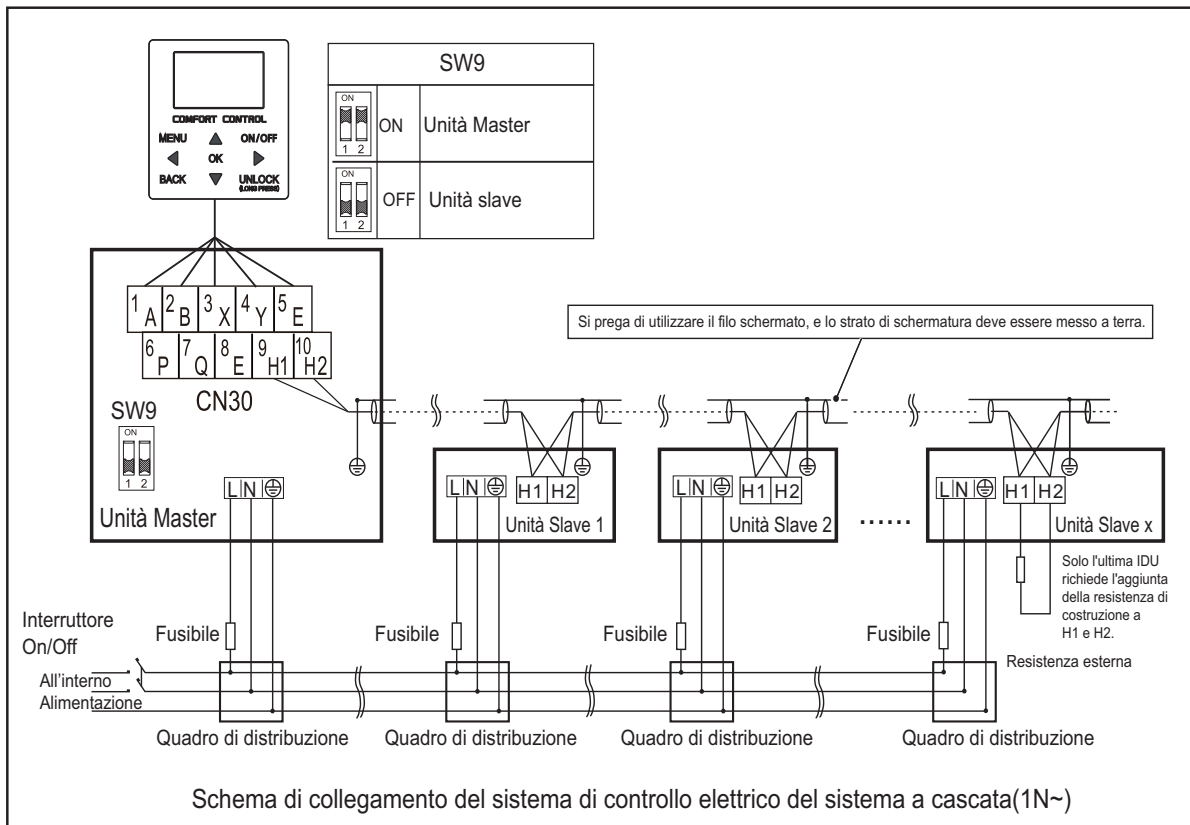 COMFORT CONTROL
MENU ON/OFF
OK
BACK UNLOCK
(LONG PRESS)
SW9
ON
1 2
ON Unità Master
ON
1 2
OFF Unità slave
1 A 2 B 3 X 4 Y 5 E
6 P 7 Q 8 E 9 H1 10 H2
CN30
SW9
ON
1 2
L N
Unità Master
Si prega di utilizzare il filo schermato, e lo strato di schermatura deve essere messo a terra.
L N H1 H2
Unità Slave 1
L N H1 H2
Unità Slave 2
......
L N H1 H2
Unità Slave x
Solo l'ultima IDU
richiede l'aggiunta
della resistenza di
costruzione a
H1 e H2.
Resistenza esterna
Interruttore
On/Off
All'interno
Alimentazione
Fusibile
Fusibile
Fusibile
Fusibile
Quadro di distribuzione
Quadro di distribuzione
Quadro di distribuzione
Quadro di distribuzione
Schema di collegamento del sistema di controllo elettrico del sistema a cascata(1N~)